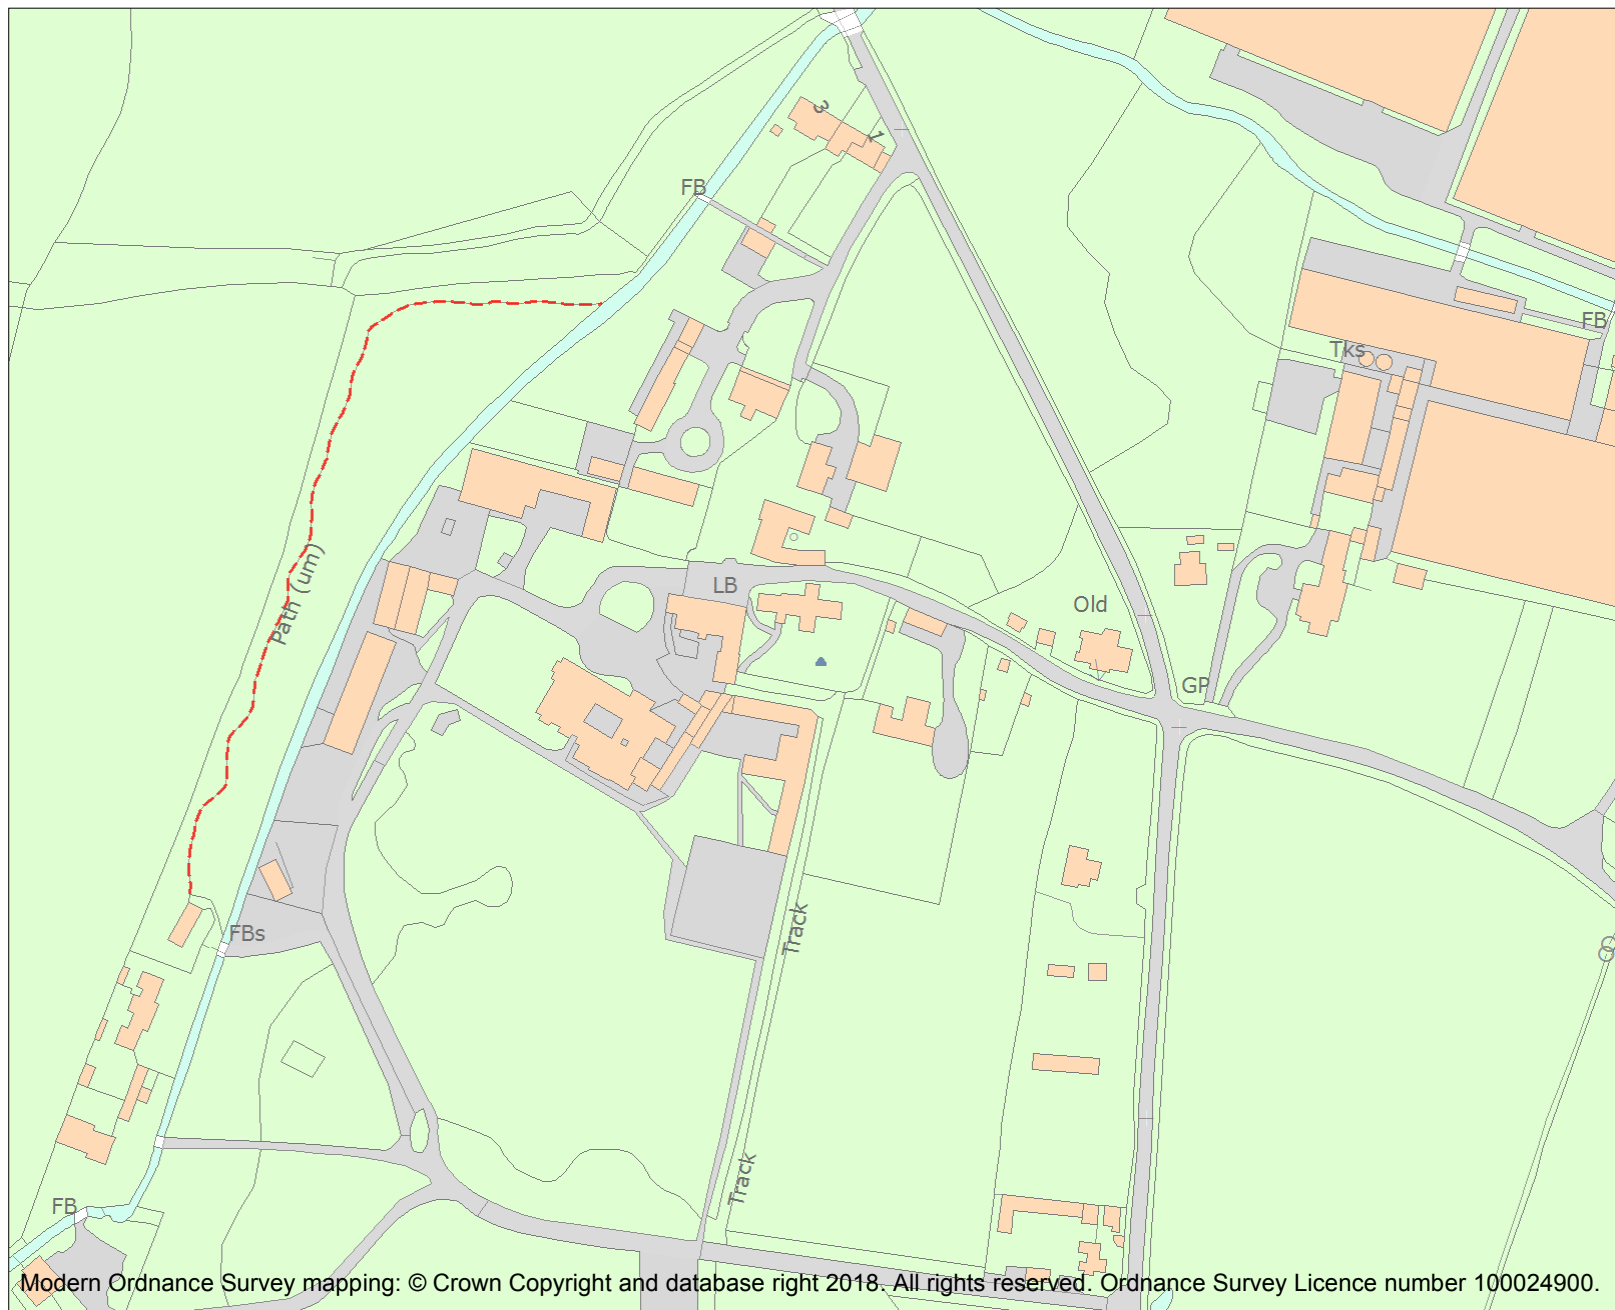 3
1
FB
FB
Tks
Path (um)
LB
Old
GP
FBs
Track
Track
FB
Modern Ordnance Survey mapping: © Crown Copyright and database right 2018. All rights reserved. Ordnance Survey Licence number 100024900.